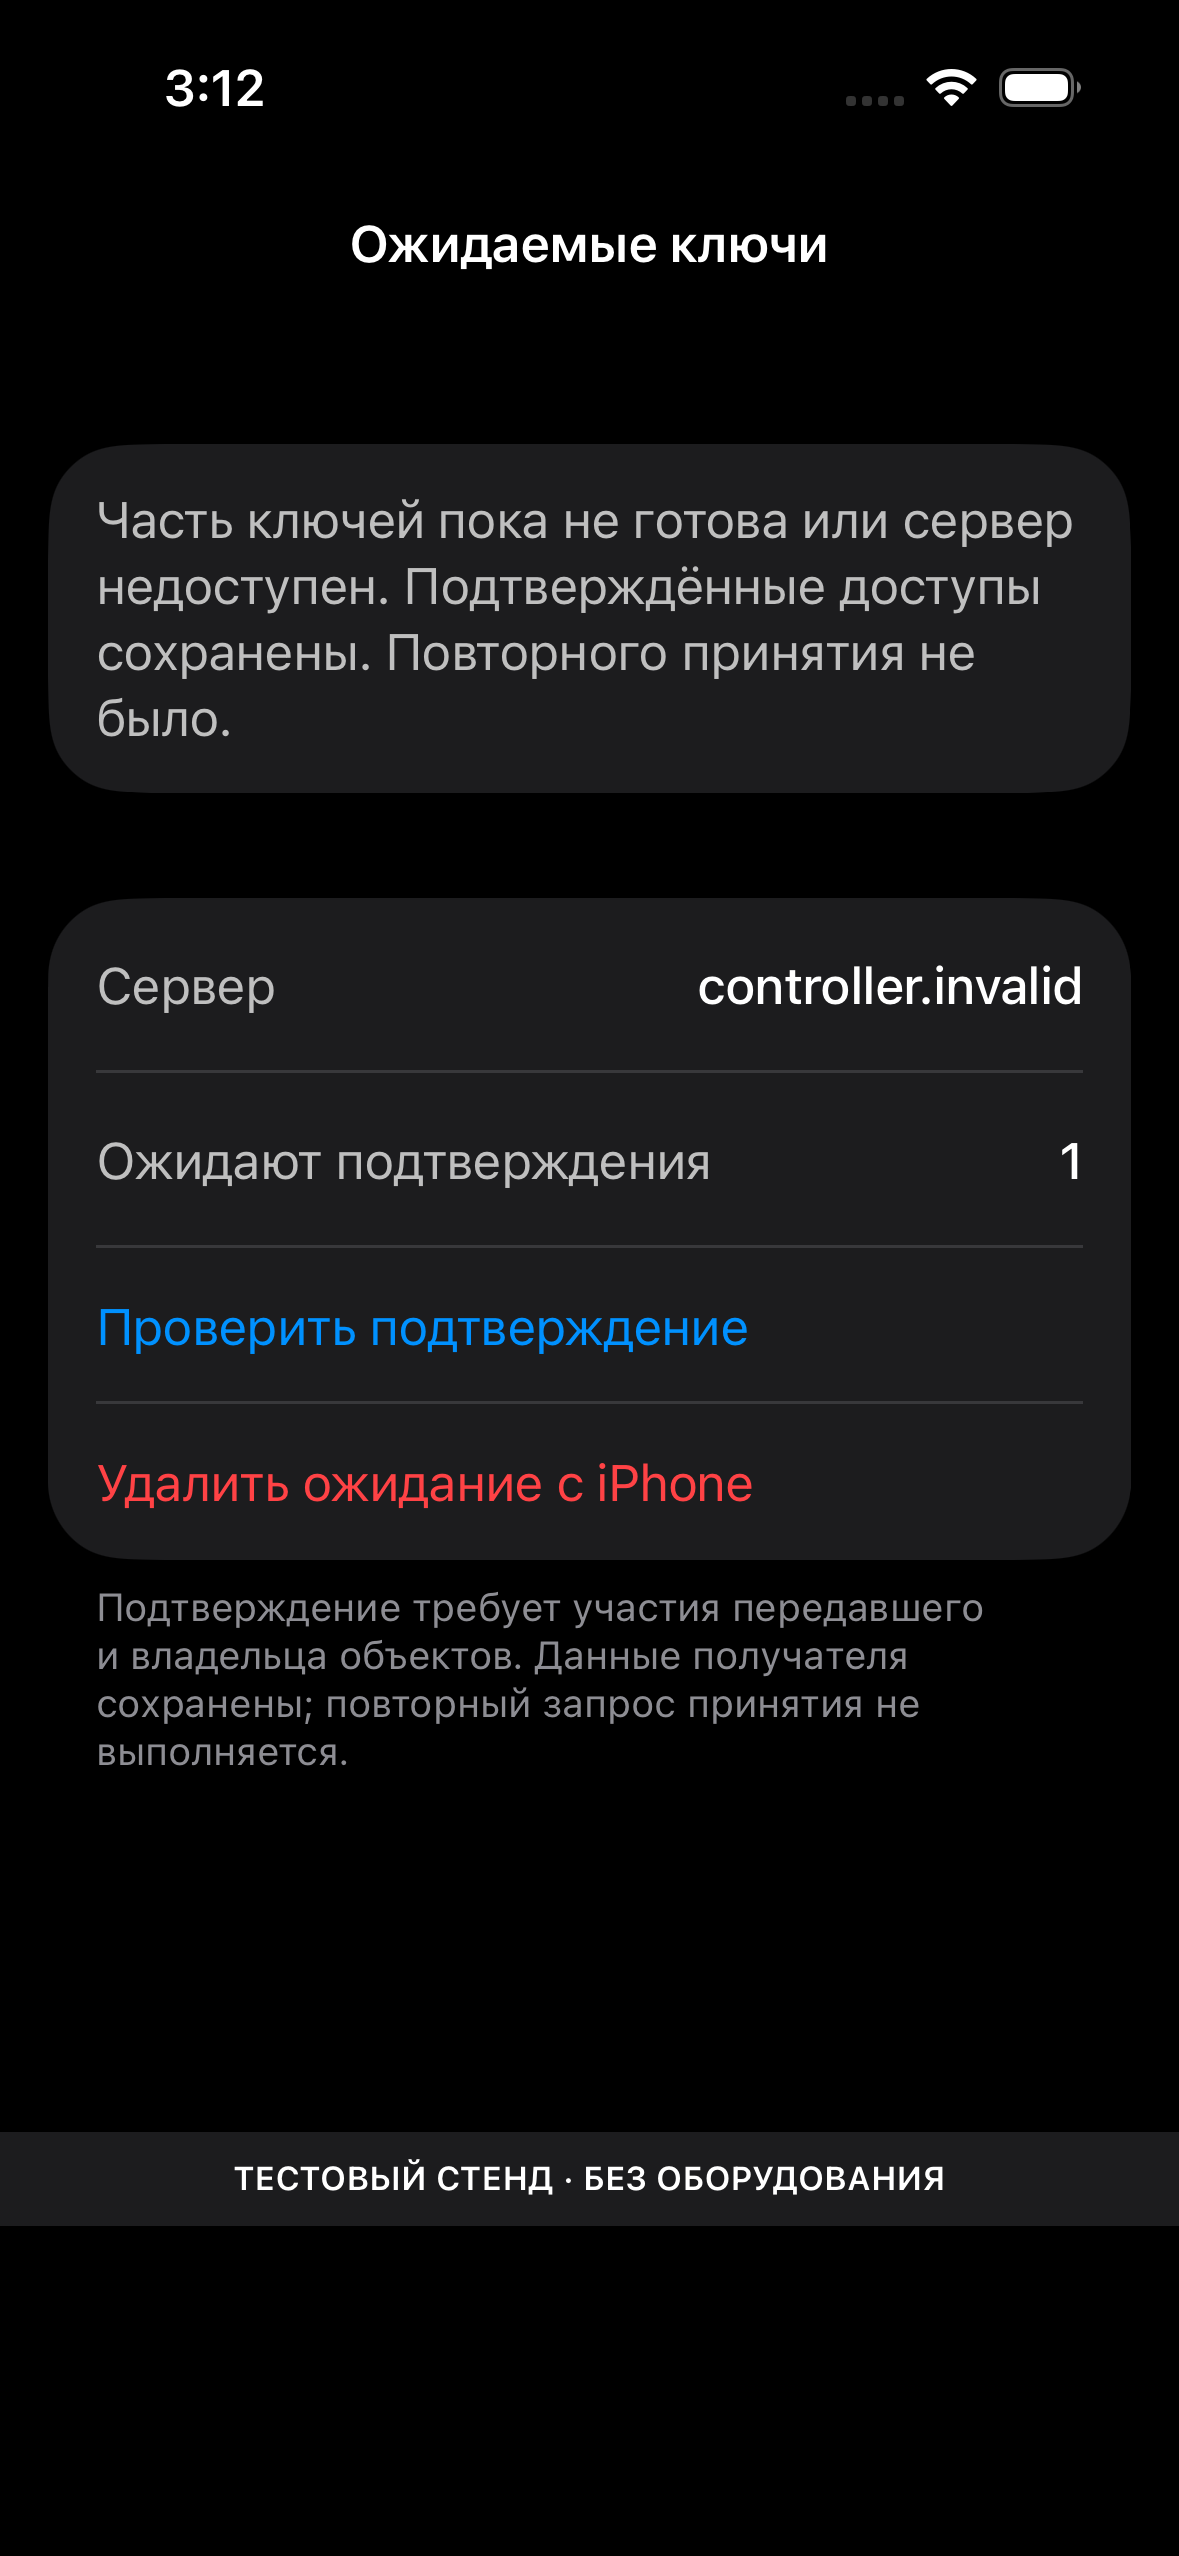 3:12
Ожидаемые ключи
Часть ключей пока не готова или сервер
недоступен. Подтверждённые доступы
сохранены. Повторного принятия не
было.
Сервер controller.invalid
Ожидают подтверждения 1
Проверить подтверждение
Удалить ожидание с iPhone
Подтверждение требует участия передавшего
и владельца объектов. Данные получателя
сохранены; повторный запрос принятия не
выполняется.
ТЕСТОВЫЙ СТЕНД · БЕЗ ОБОРУДОВАНИЯ